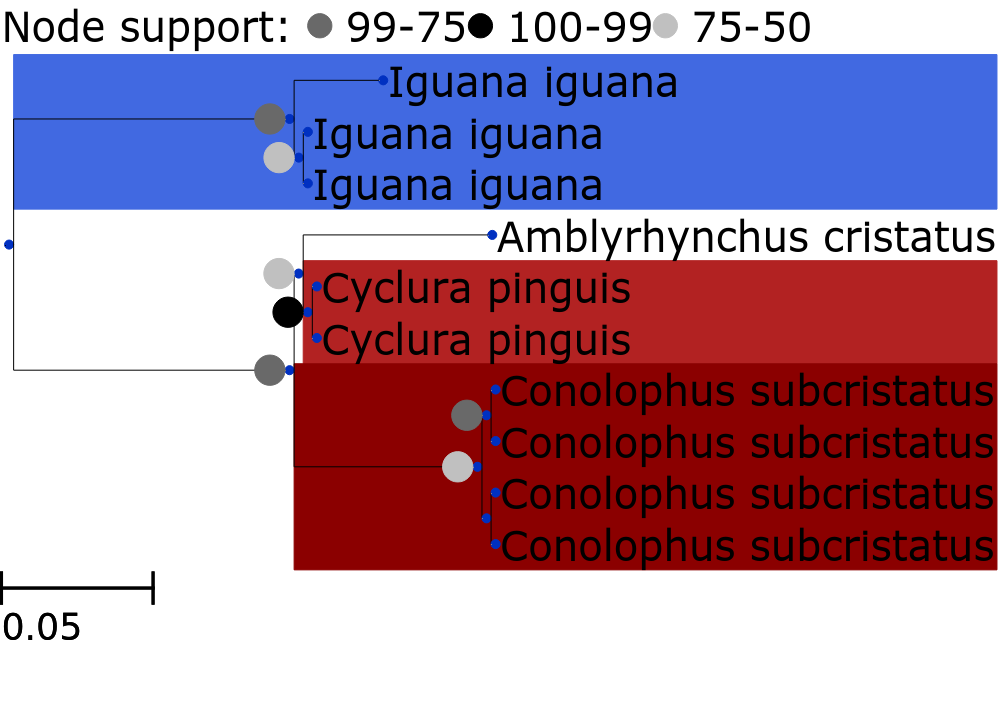 Node support: 99-75 100-99 75-50
Iguana iguana
Iguana iguana
Iguana iguana
Amblyrhynchus cristatus
Cyclura pinguis
Cyclura pinguis
Conolophus subcristatus
Conolophus subcristatus
Conolophus subcristatus
Conolophus subcristatus
0.05